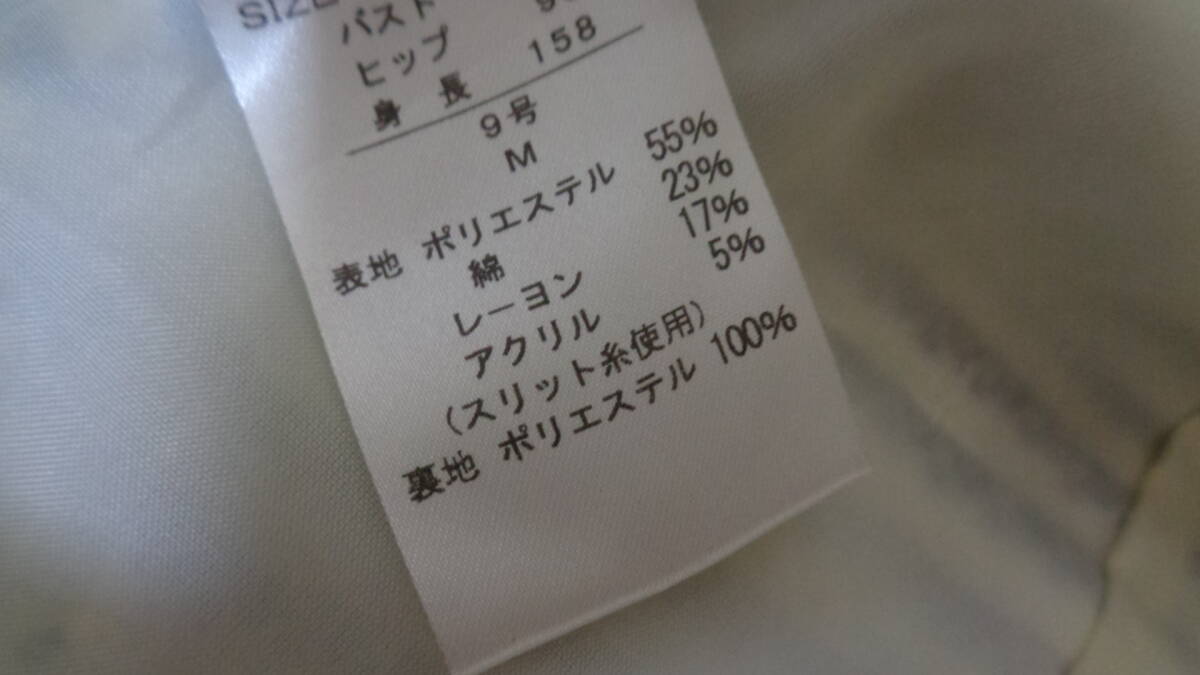 SIZE
バスト
ヒップ
身 長 158
9号
M
表地 ポリエステル 55%
綿 23%
レーヨン 17%
アクリル 5%
(スリット糸使用)
裏地 ポリエステル 100%